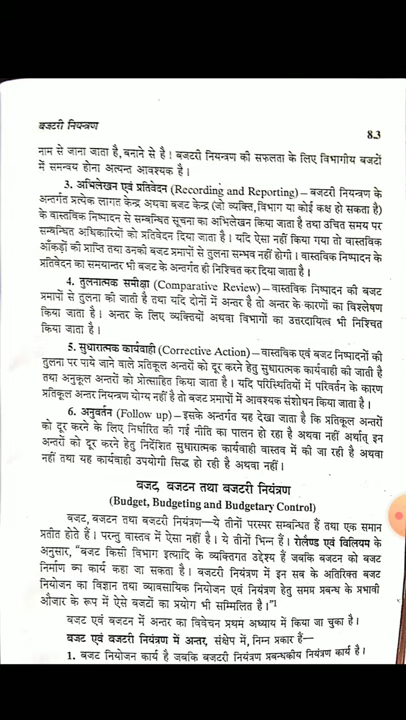 बजटरी नियन्त्रण 8.3
नाम से जाना जाता है, बनाने से है। बजटरी नियन्त्रण की सफलता के लिए विभागीय बजटों
में समन्वय होना अत्यन्त आवश्यक है।
3. अभिलेखन एवं प्रतिवेदन (Recording and Reporting) – बजटरी नियन्त्रण के
अन्तर्गत प्रत्येक लागत केन्द्र अथवा बजट केन्द्र (जो व्यक्ति, विभाग या कोई कक्ष हो सकता है)
के वास्तविक निष्पादन से सम्बन्धित सूचना का अभिलेखन किया जाता है तथा उचित समय पर
सम्बन्धित अधिकारियों को प्रतिवेदन दिया जाता है। यदि ऐसा नहीं किया गया तो वास्तविक
आँकड़ों की प्राप्ति तथा उनकी बजट प्रमापों से तुलना सम्भव नहीं होगी। वास्तविक निष्पादन के
प्रतिवेदन का समयान्तर भी बजट के अन्तर्गत ही निश्चित कर दिया जाता है।
4. तुलनात्मक समीक्षा (Comparative Review) – वास्तविक निष्पादन की बजट
प्रमापों से तुलना की जाती है तथा यदि दोनों में अन्तर है तो अन्तर के कारणों का विश्लेषण
किया जाता है। अन्तर के लिए व्यक्तियों अथवा विभागों का उत्तरदायित्व भी निश्चित
किया जाता है।
5. सुधारात्मक कार्यवाही (Corrective Action) – वास्तविक एवं बजट निष्पादनों की
तुलना पर पाये जाने वाले प्रतिकूल अन्तरों को दूर करने हेतु सुधारात्मक कार्यवाही की जाती है
तथा अनुकूल अन्तरों को प्रोत्साहित किया जाता है। यदि परिस्थितियों में परिवर्तन के कारण
प्रतिकूल अन्तर नियन्त्रण योग्य नहीं है तो बजट प्रमापों में आवश्यक संशोधन किया जाता है।
6. अनुवर्तन (Follow up) – इसके अन्तर्गत यह देखा जाता है कि प्रतिकूल अन्तरों
को दूर करने के लिए निर्धारित की गई नीति का पालन हो रहा है अथवा नहीं अर्थात् इन
अन्तरों को दूर करने हेतु निर्देशित सुधारात्मक कार्यवाही वास्तव में की जा रही है अथवा
नहीं तथा यह कार्यवाही उपयोगी सिद्ध हो रही है अथवा नहीं।
बजट, बजटन तथा बजटरी नियंत्रण
(Budget, Budgeting and Budgetary Control)
बजट, बजटन तथा बजटरी नियंत्रण–ये तीनों परस्पर सम्बन्धित हैं तथा एक समान
प्रतीत होते हैं। परन्तु वास्तव में ऐसा नहीं है। ये तीनों भिन्न हैं। रोलैण्ड एवं विलियम के
अनुसार, "बजट किसी विभाग इत्यादि के व्यक्तिगत उद्देश्य हैं जबकि बजटन को बजट
निर्माण का कार्य कहा जा सकता है। बजटरी नियंत्रण में इन सब के अतिरिक्त बजट
नियोजन का विज्ञान तथा व्यावसायिक नियोजन एवं नियंत्रण हेतु समग्र प्रबन्ध के प्रभावी
औजार के रूप में ऐसे बजटों का प्रयोग भी सम्मिलित है।"1
बजट एवं बजटन में अन्तर का विवेचन प्रथम अध्याय में किया जा चुका है।
बजट एवं बजटरी नियंत्रण में अन्तर, संक्षेप में, निम्न प्रकार हैं—
1. बजट नियोजन कार्य है जबकि बजटरी नियंत्रण प्रबन्धकीय नियंत्रण कार्य है।